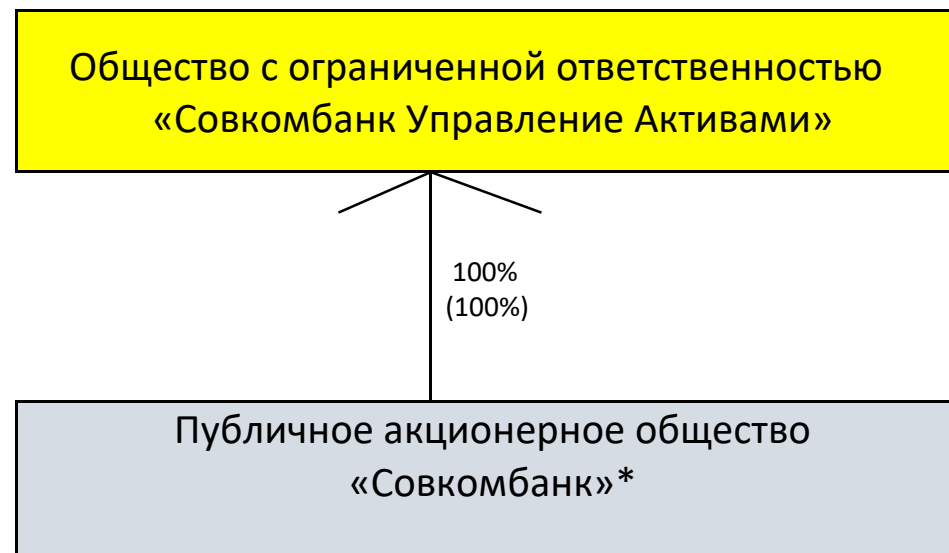 Общество с ограниченной ответственностью
«Совкомбанк Управление Активами»
100%
(100%)
Публичное акционерное общество
«Совкомбанк»*